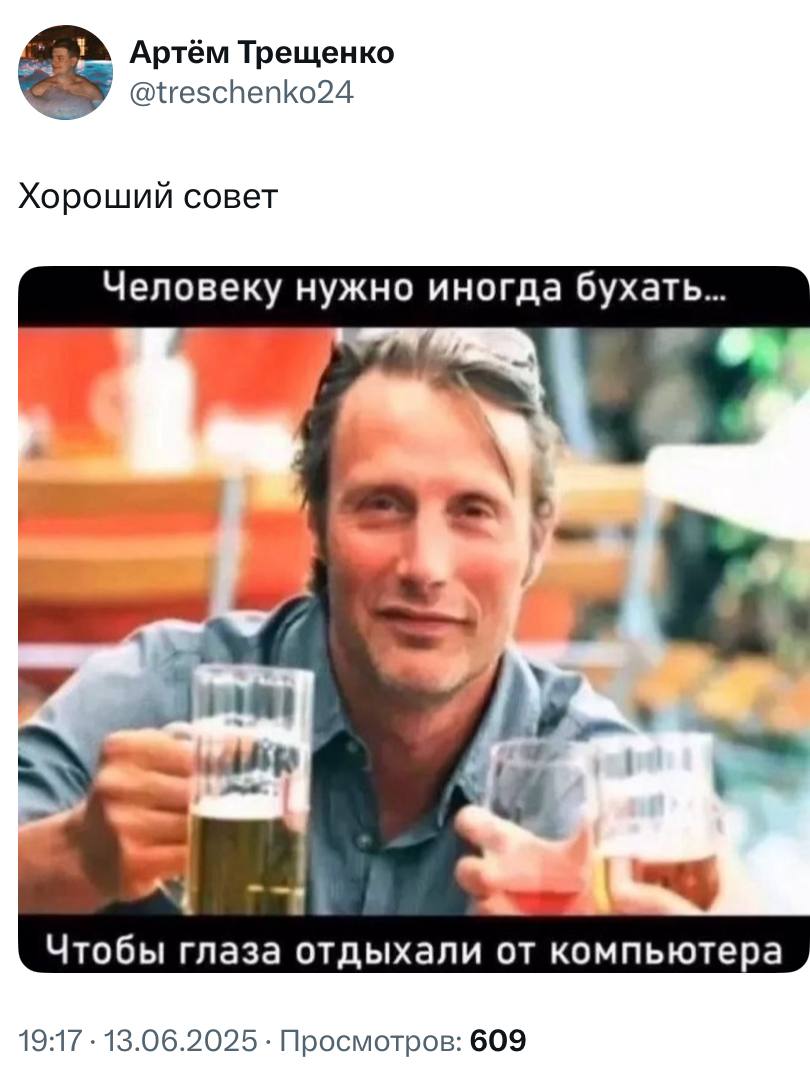 Артём Трещенко
@treschenko24
Хороший совет
Человеку нужно иногда бухать...
Чтобы глаза отдыхали от компьютера
19:17 · 13.06.2025 · Просмотров: 609